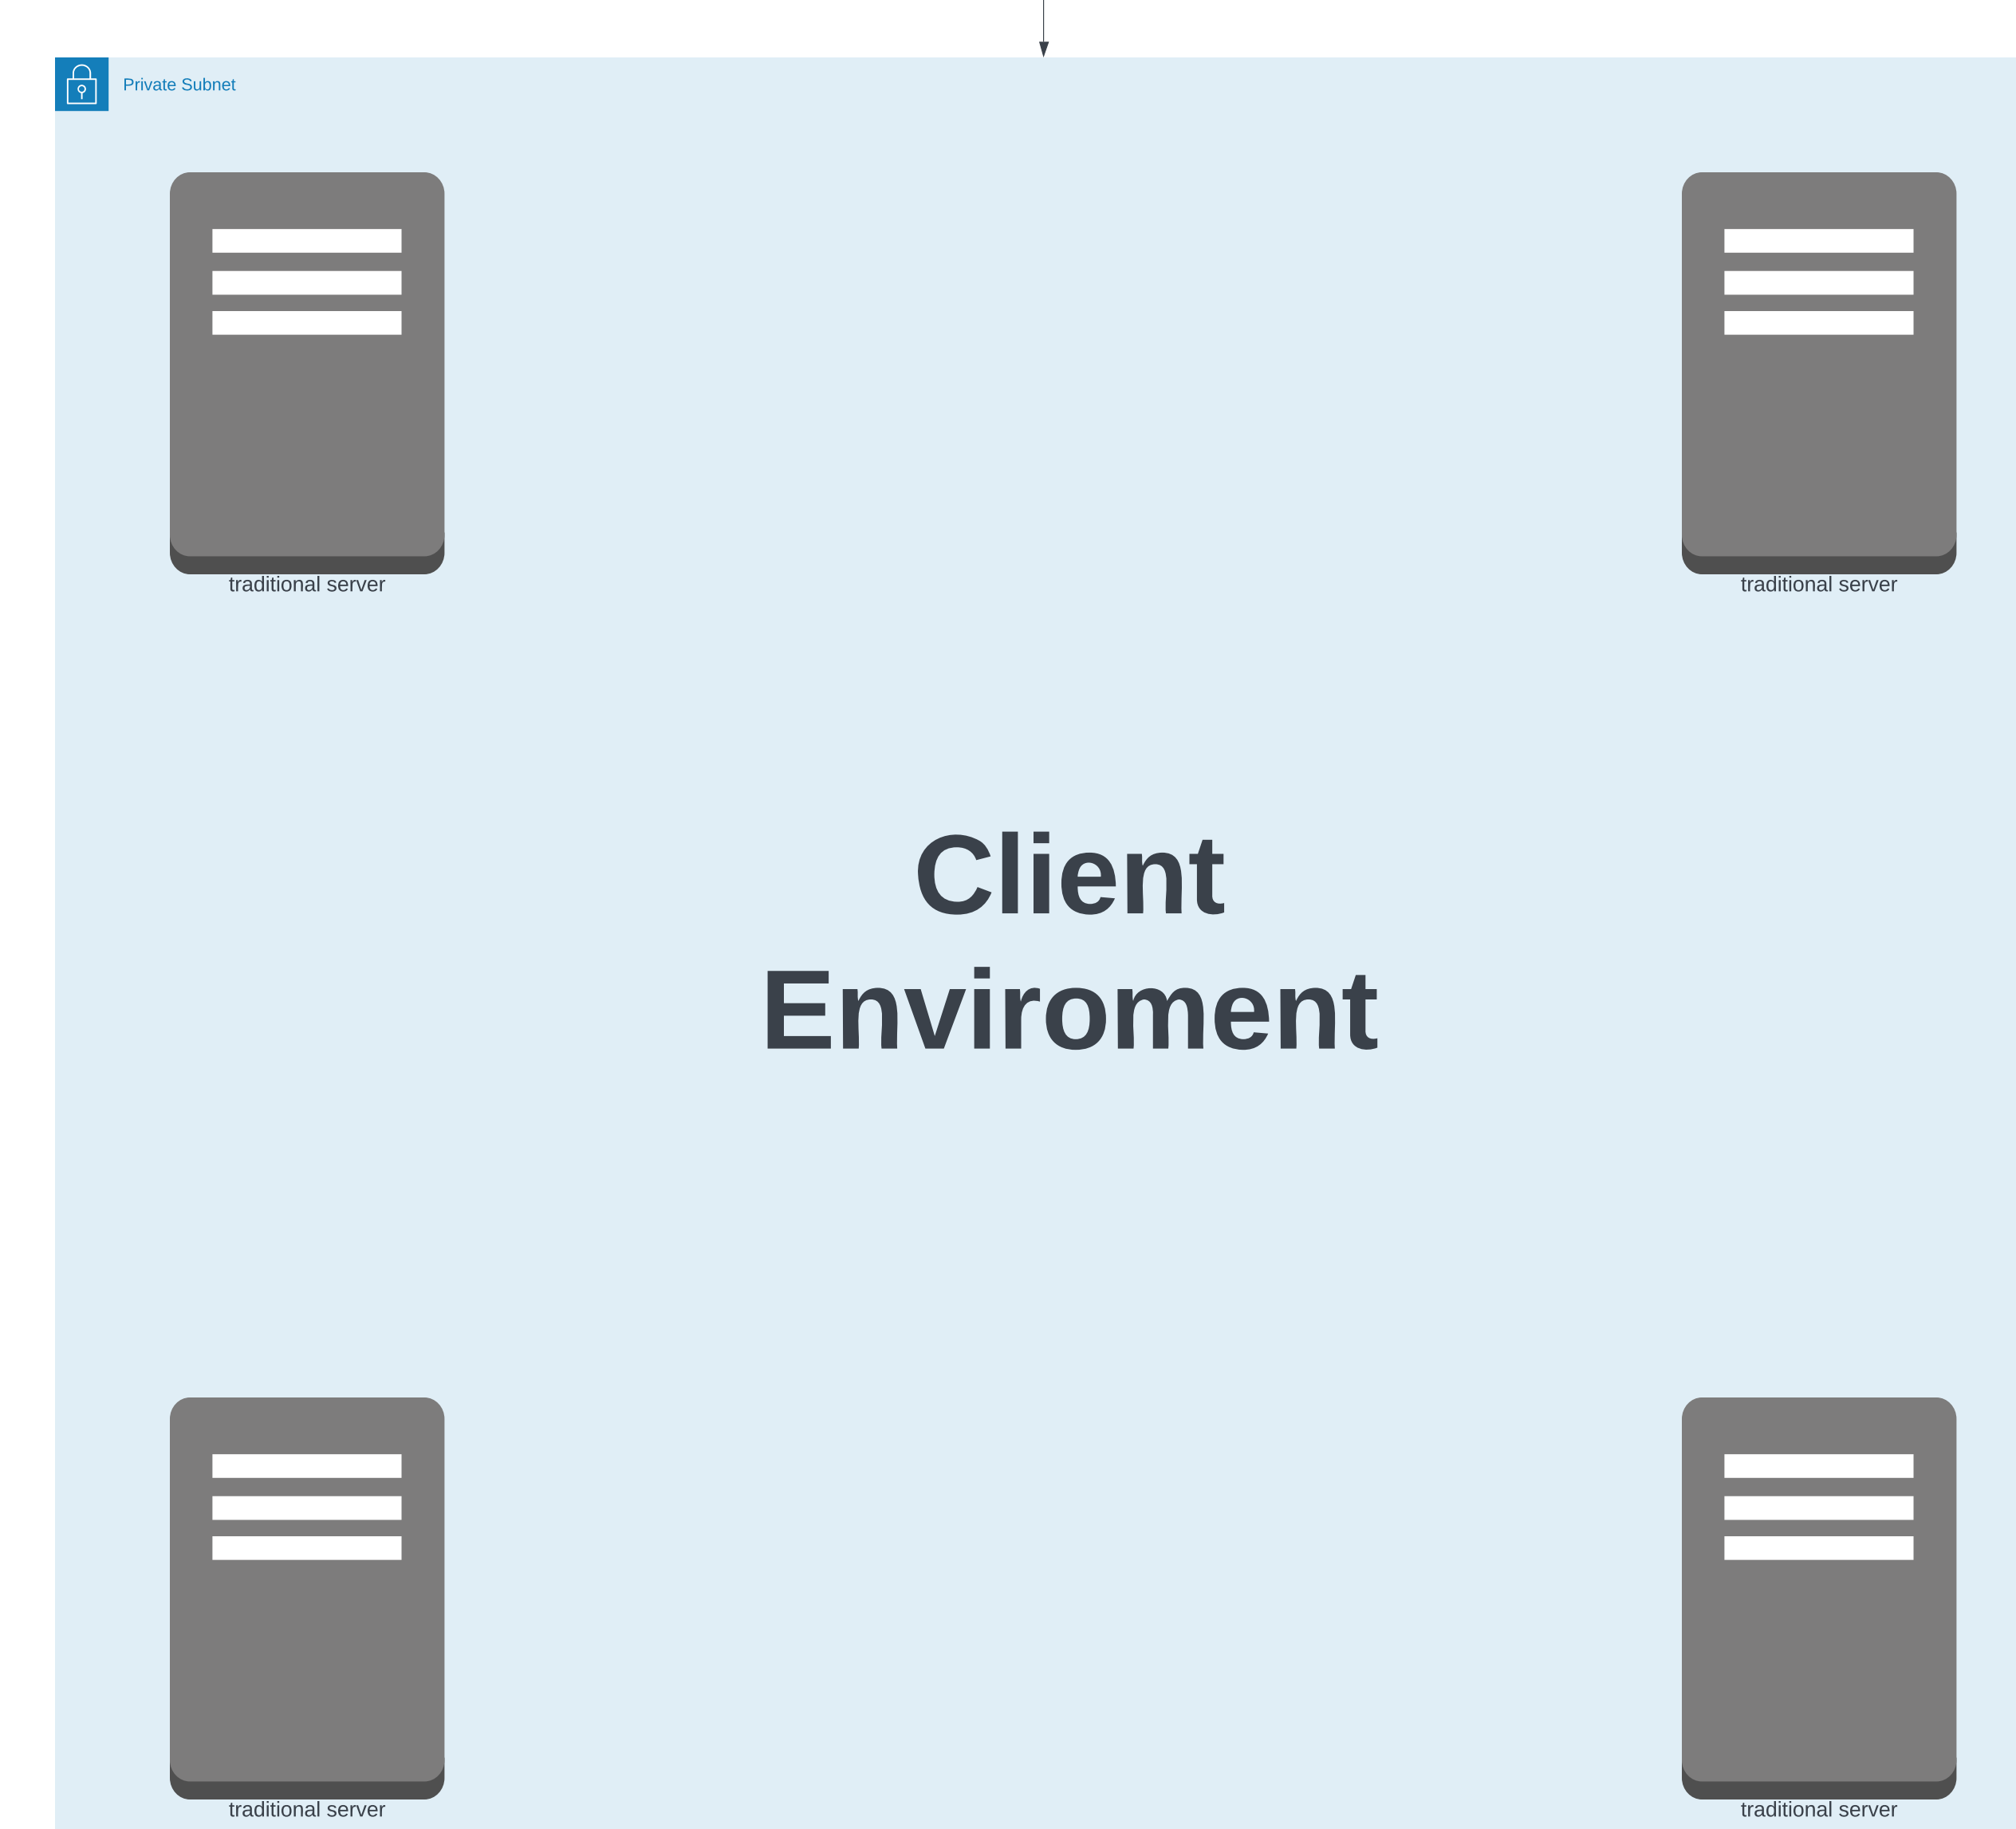 Private Subnet
traditional server
traditional server
Client
Enviroment
traditional server
traditional server